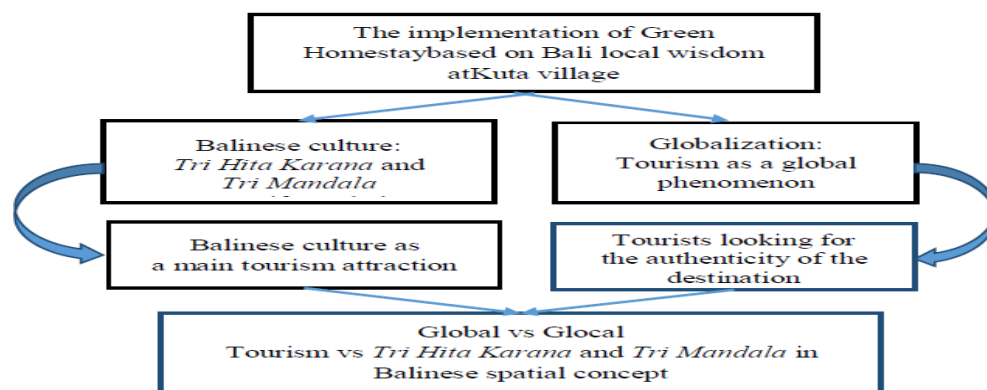 The implementation of Green
Homestaybased on Bali local wisdom
atKuta village
Balinese culture:
Tri Hita Karana and
Tri Mandala
Globalization:
Tourism as a global
phenomenon
Balinese culture as
a main tourism attraction
Tourists looking for
the authenticity of the
destination
Global vs Glocal
Tourism vs Tri Hita Karana and Tri Mandala in
Balinese spatial concept